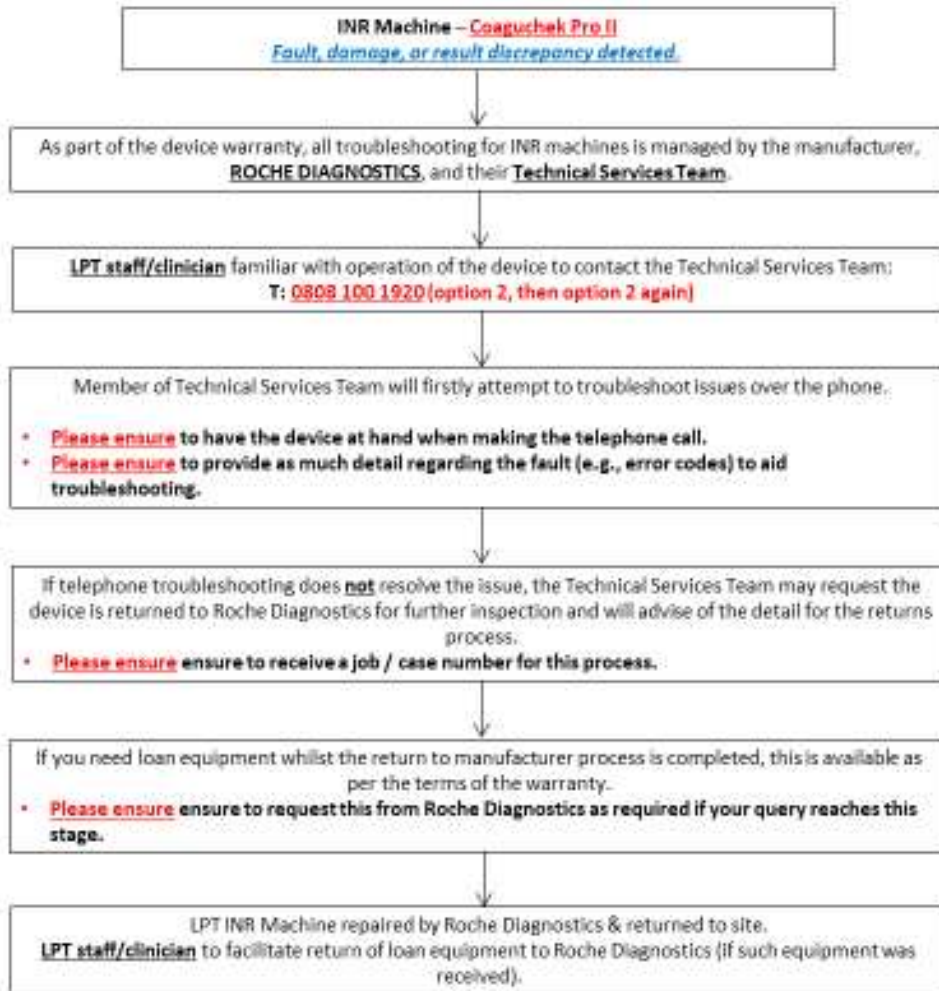 INR Machine – Coaguchek Pro II
Fault, damage, or result discrepancy detected.
As part of the device warranty, all troubleshooting for INR machines is managed by the manufacturer,
ROCHE DIAGNOSTICS, and their Technical Services Team.
LPT staff/clinician familiar with operation of the device to contact the Technical Services Team:
T: 0808 100 1920 (option 2, then option 2 again)
Member of Technical Services Team will firstly attempt to troubleshoot issues over the phone.
• Please ensure to have the device at hand when making the telephone call.
• Please ensure to provide as much detail regarding the fault (e.g., error codes) to aid
troubleshooting.
If telephone troubleshooting does not resolve the issue, the Technical Services Team may request the
device is returned to Roche Diagnostics for further inspection and will advise of the detail for the returns
process.
• Please ensure ensure to receive a job / case number for this process.
If you need loan equipment whilst the return to manufacturer process is completed, this is available as
per the terms of the warranty.
• Please ensure ensure to request this from Roche Diagnostics as required if your query reaches this
stage.
LPT INR Machine repaired by Roche Diagnostics & returned to site.
LPT staff/clinician to facilitate return of loan equipment to Roche Diagnostics (if such equipment was
received).